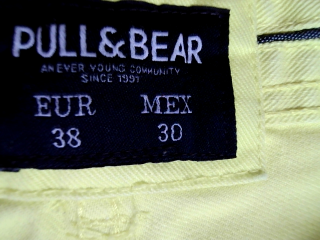 PULL&BEAR
AN EVER YOUNG COMMUNITY
SINCE 1991
EUR MEX
38 30